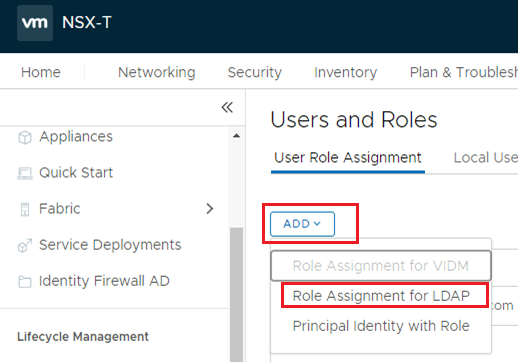 vm NSX-T
Home Networking Security Inventory Plan & Troublesh
Users and Roles
Appliances
User Role Assignment Local Use
Quick Start
Fabric
ADD
Service Deployments
Role Assignment for VIDM
Identity Firewall AD
Role Assignment for LDAP
com
Principal Identity with Role
Lifecycle Management